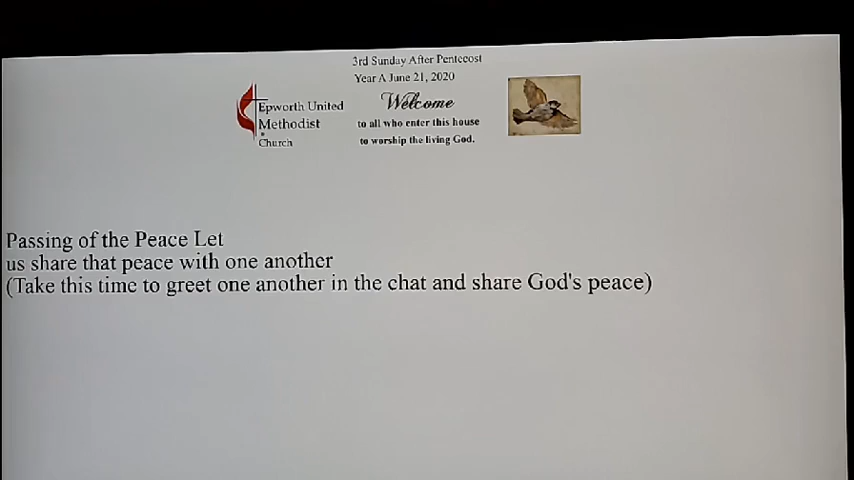 3rd Sunday After Pentecost
Year A June 21, 2020
Epworth United
Methodist
Church
Welcome
to all who enter this house
to worship the living God.
Passing of the Peace Let
us share that peace with one another
(Take this time to greet one another in the chat and share God's peace)